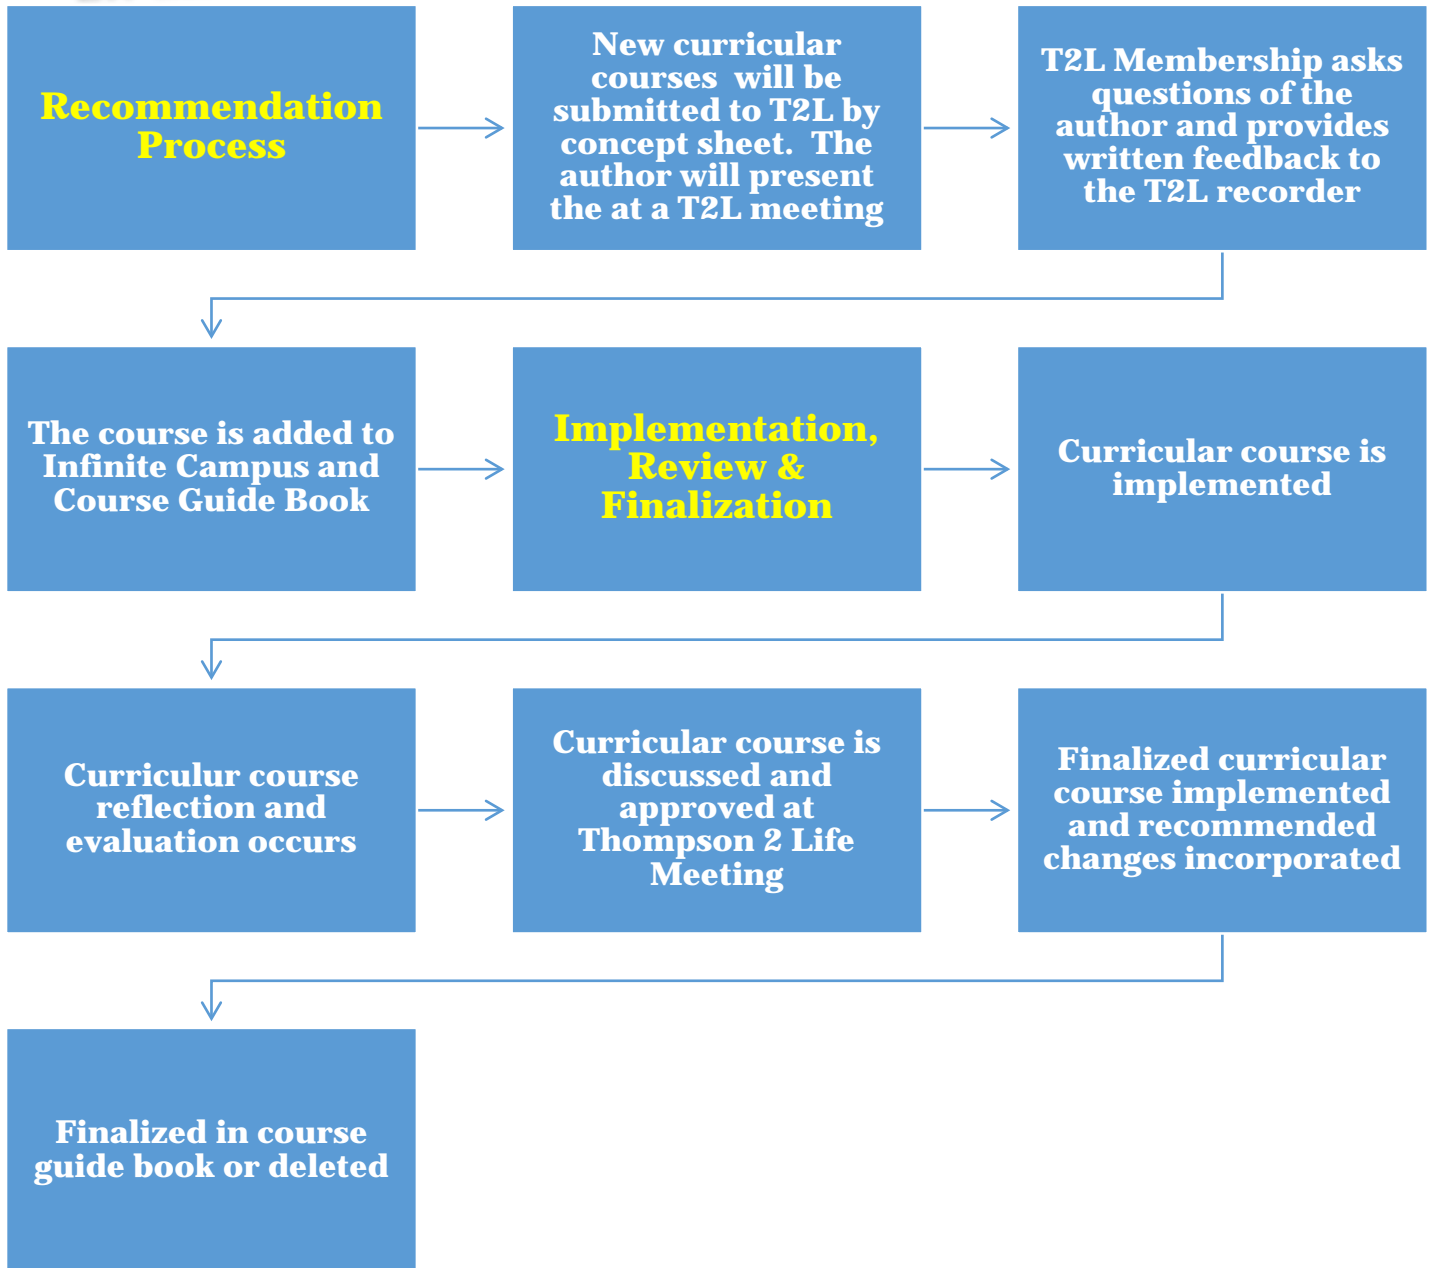 Recommendation
Process
New curricular
courses  will be
submitted to T2L by
concept sheet.  The
author will present
the at a T2L meeting
T2L Membership asks
questions of the
author and provides
written feedback to
the T2L recorder
The course is added to
Infinite Campus and
Course Guide Book
Implementation,
Review &
Finalization
Curricular course is
implemented
Curriculur course
reflection and
evaluation occurs
Curricular course is
discussed and
approved at
Thompson 2 Life
Meeting
Finalized curricular
course implemented
and recommended
changes incorporated
Finalized in course
guide book or deleted